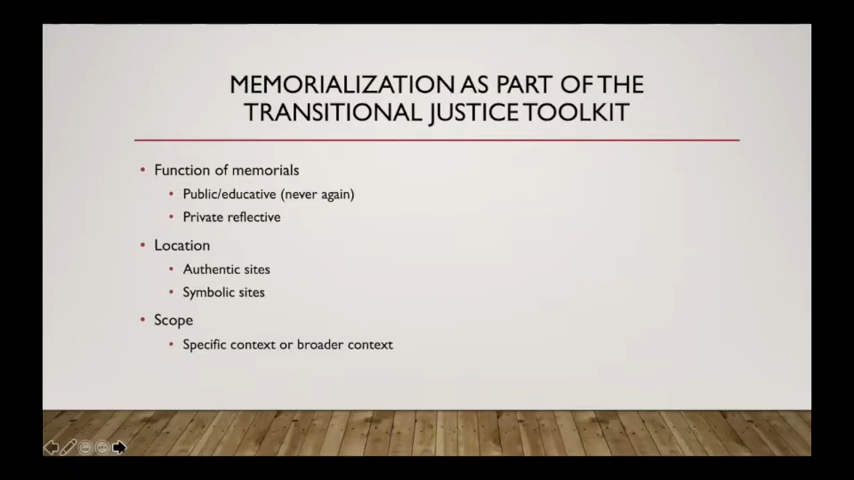 MEMORIALIZATION AS PART OF THE
TRANSITIONAL JUSTICE TOOLKIT
• Function of memorials
• Public/educative (never again)
• Private reflective
• Location
• Authentic sites
• Symbolic sites
• Scope
• Specific context or broader context